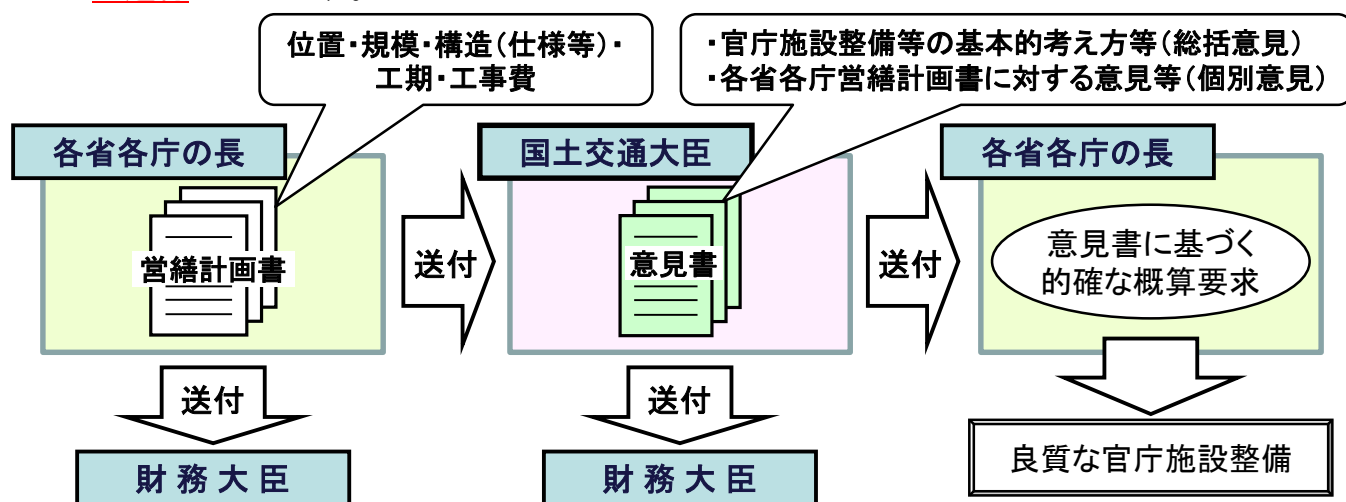 位置・規模・構造(仕様等)・
工期・工事費
・官庁施設整備等の基本的考え方等(総括意見)
・各省各庁営繕計画書に対する意見等(個別意見)
各省各庁の長
国土交通大臣
各省各庁の長
営繕計画書
送付
意見書
送付
意見書に基づく
的確な概算要求
送付
送付
財務大臣
財務大臣
良質な官庁施設整備